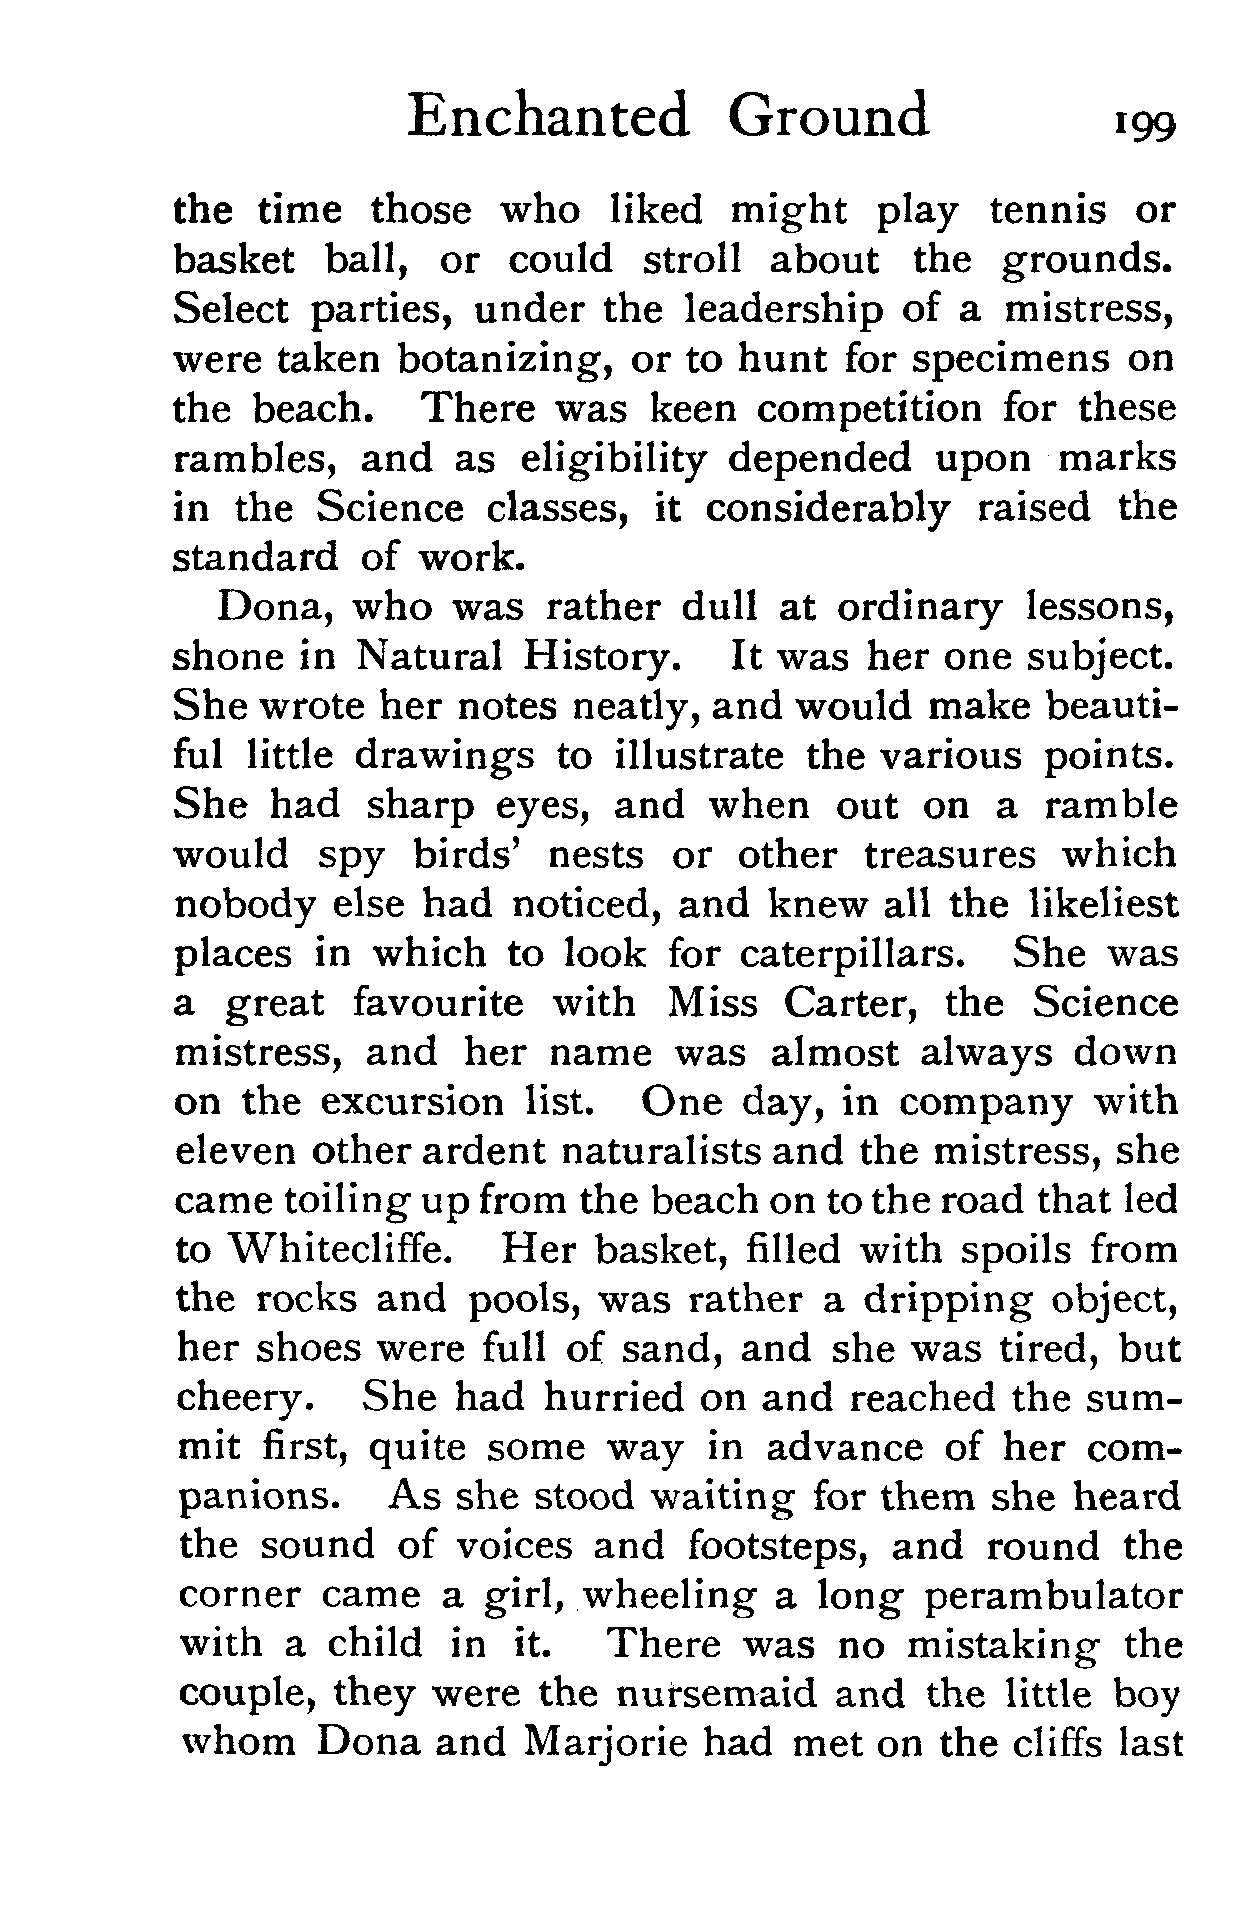 Enchanted Ground 199
the time those who liked might play tennis or
basket ball, or could stroll about the grounds.
Select parties, under the leadership of a mistress,
were taken botanizing, or to hunt for specimens on
the beach. There was keen competition for these
rambles, and as eligibility depended upon marks
in the Science classes, it considerably raised the
standard of work.
Dona, who was rather dull at ordinary lessons,
shone in Natural History. It was her one subject.
She wrote her notes neatly, and would make beauti-
ful little drawings to illustrate the various points.
She had sharp eyes, and when out on a ramble
would spy birds' nests or other treasures which
nobody else had noticed, and knew all the likeliest
places in which to look for caterpillars. She was
a great favourite with Miss Carter, the Science
mistress, and her name was almost always down
on the excursion list. One day, in company with
eleven other ardent naturalists and the mistress, she
came toiling up from the beach on to the road that led
to Whitecliffe. Her basket, filled with spoils from
the rocks and pools, was rather a dripping object,
her shoes were full of sand, and she was tired, but
cheery. She had hurried on and reached the sum-
mit first, quite some way in advance of her com-
panions. As she stood waiting for them she heard
the sound of voices and footsteps, and round the
corner came a girl, wheeling a long perambulator
with a child in it. There was no mistaking the
couple, they were the nursemaid and the little boy
whom Dona and Marjorie had met on the cliffs last